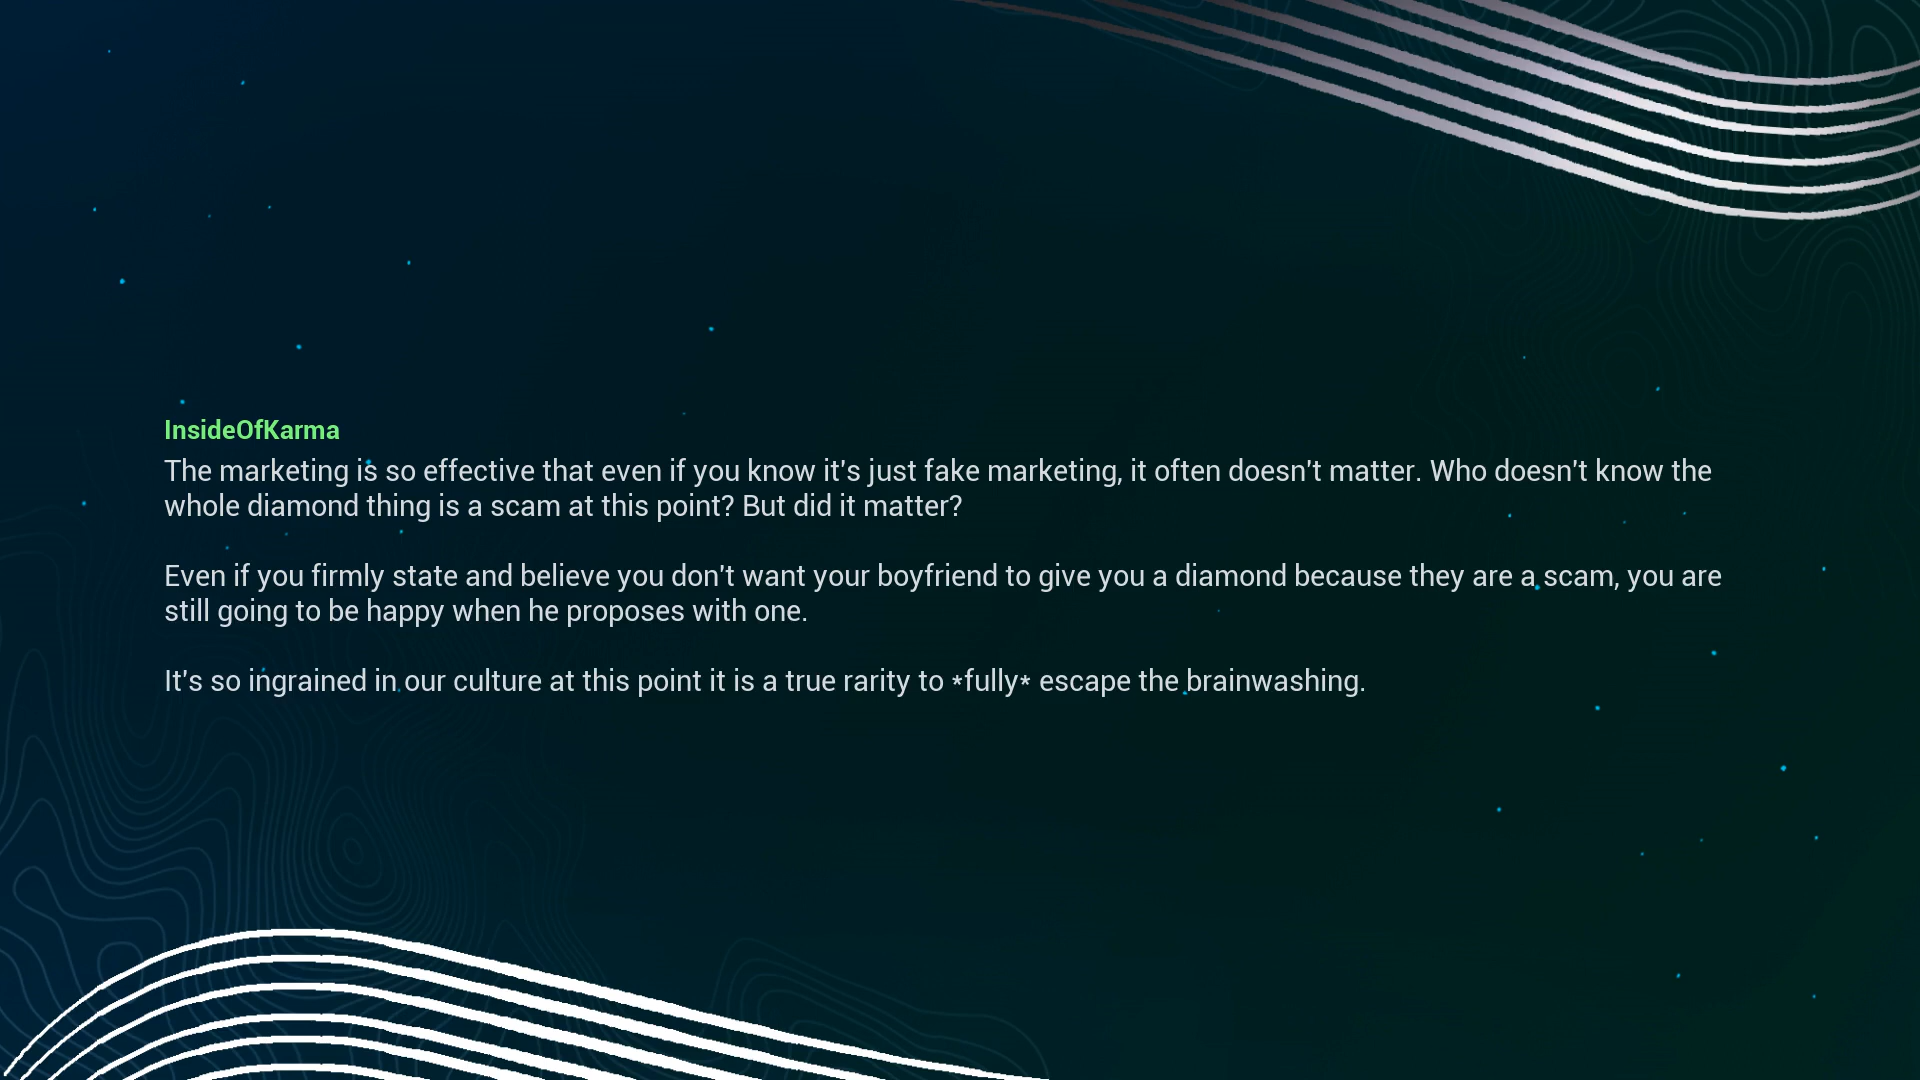 InsideOfKarma
The marketing is so effective that even if you know it's just fake marketing, it often doesn't matter. Who doesn't know the
whole diamond thing is a scam at this point? But did it matter?
Even if you firmly state and believe you don't want your boyfriend to give you a diamond because they are a scam, you are
still going to be happy when he proposes with one.
It's so ingrained in our culture at this point it is a true rarity to *fully* escape the brainwashing.